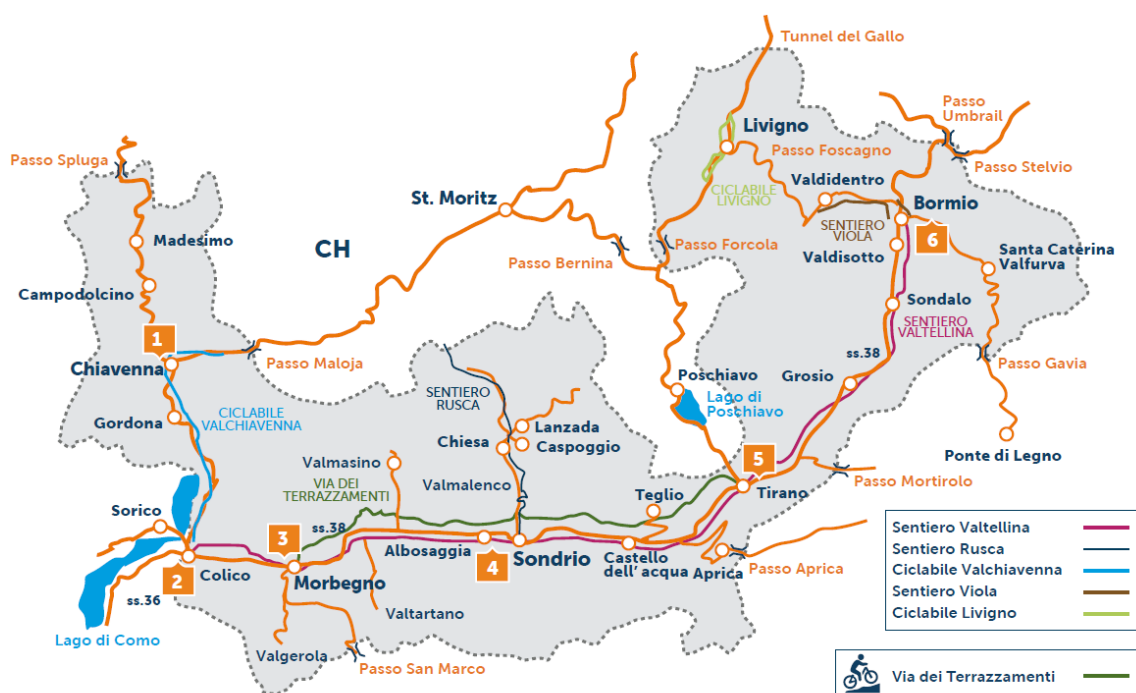 Tunnel del Gallo
Passo
Umbrail
Passo Spluga
Livigno
Passo Foscagno
Passo Stelvio
Valdidentro
CICLABILE
LIVIGNO
St. Moritz
Bormio
SENTIERO
VIOLA
6
Madesimo
CH
Passo Forcola
Passo Bernina
Valdisotto
Santa Caterina
Valfurva
Campodolcino
Sondalo
SENTIERO
VALTELLINA
1
Passo Maloja
Chiavenna
ss.38
Passo Gavia
Poschiavo
Grosio
SENTIERO
RUSCA
Lago di
Poschiavo
CICLABILE
VALCHIAVENNA
Gordona
Lanzada
Chiesa
Caspoggio
Ponte di Legno
5
Valmasino
VIA DEI
TERRAZZAMENTI
Valmalenco
Passo Mortirolo
Tirano
Teglio
Sorico
ss.38
3
Albosaggia
4
Sondrio
Castello
dell' acqua
Aprica
Passo Aprica
2
Colico
Morbegno
ss.36
Valtartano
Lago di Como
Valgerola
Passo San Marco
Sentiero Valtellina
Sentiero Rusca
Ciclabile Valchiavenna
Sentiero Viola
Ciclabile Livigno
Via dei Terrazzamenti